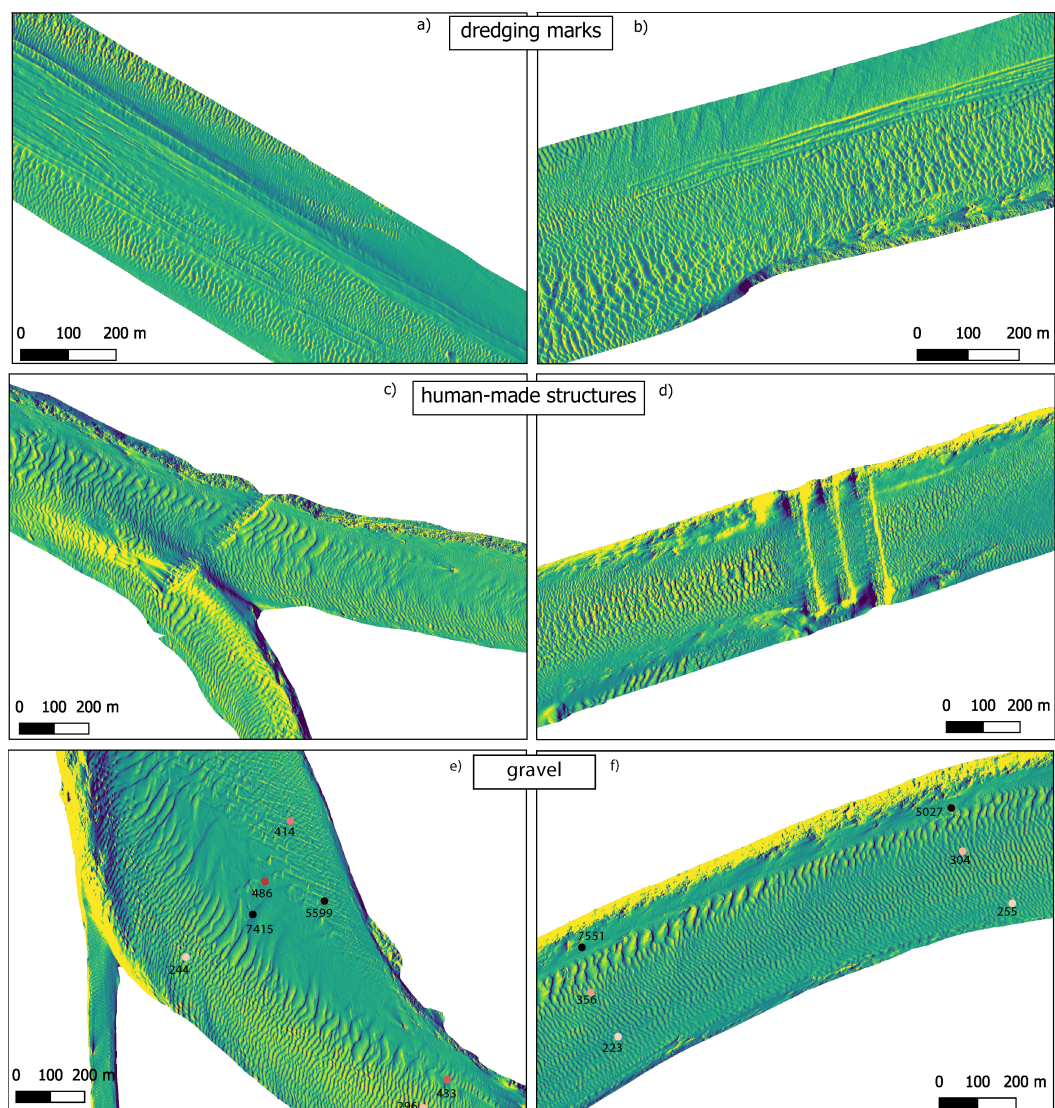 a)
dredging marks
b)
0 100 200 m
0 100 200 m
c)
human-made structures
d)
0 100 200 m
0 100 200 m
e)
gravel
f)
414
486
5599
7415
244
433
296
0 100 200 m
5027
304
255
7551
356
223
0 100 200 m